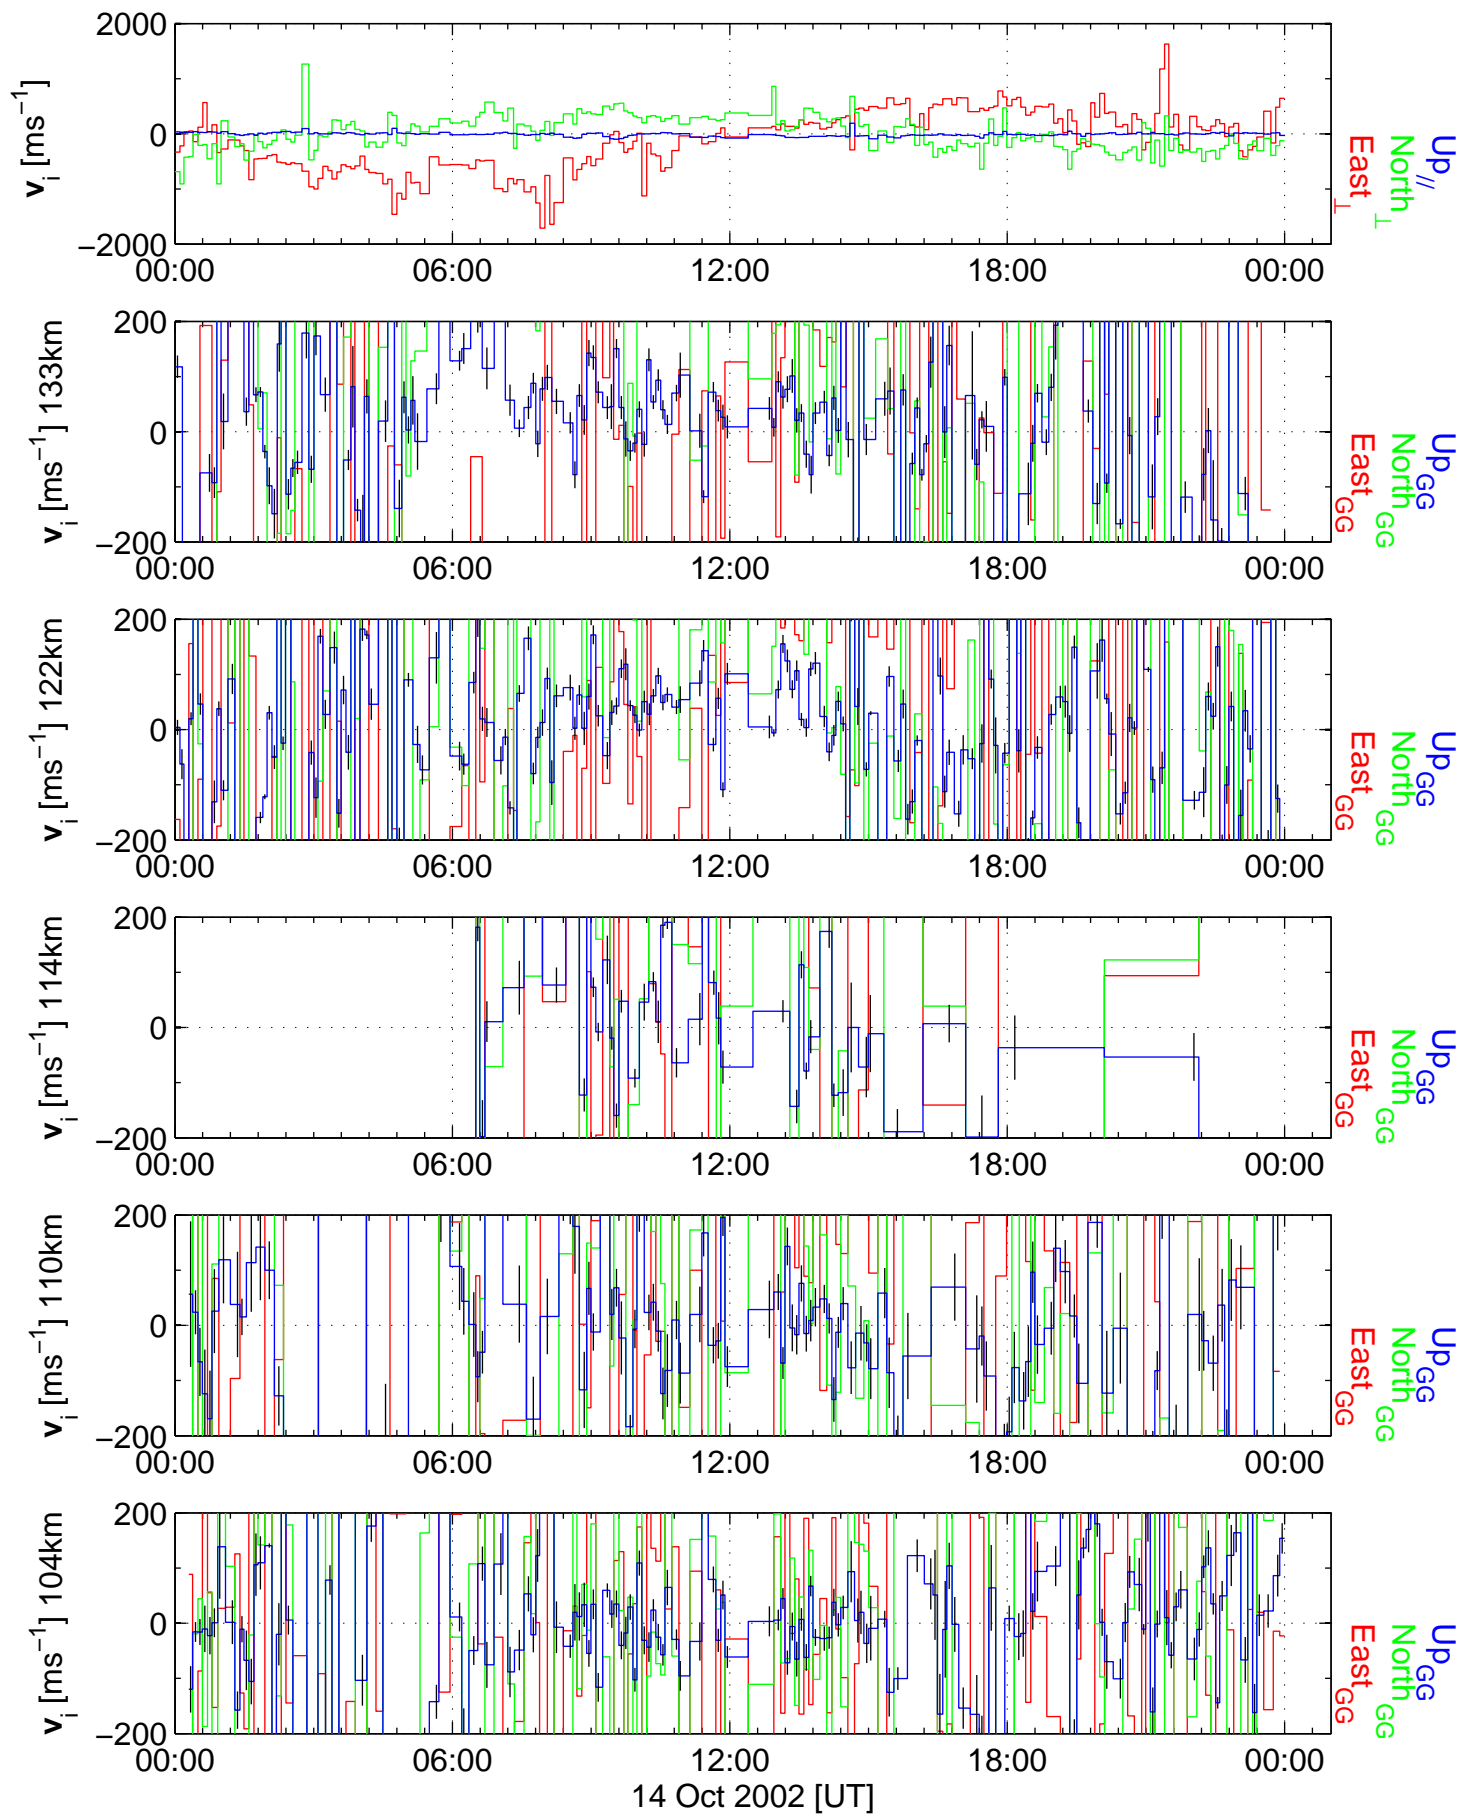 2000
0
−2000
v_i [ms⁻¹]
00:00 06:00 12:00 18:00 00:00
East_⊥ North_⊥ Up_//
200
0
−200
v_i [ms⁻¹] 133km
00:00 06:00 12:00 18:00 00:00
East_GG North_GG Up_GG
200
0
−200
v_i [ms⁻¹] 122km
00:00 06:00 12:00 18:00 00:00
East_GG North_GG Up_GG
200
0
−200
v_i [ms⁻¹] 114km
00:00 06:00 12:00 18:00 00:00
East_GG North_GG Up_GG
200
0
−200
v_i [ms⁻¹] 110km
00:00 06:00 12:00 18:00 00:00
East_GG North_GG Up_GG
200
0
−200
v_i [ms⁻¹] 104km
00:00 06:00 12:00 18:00 00:00
East_GG North_GG Up_GG
14 Oct 2002 [UT]